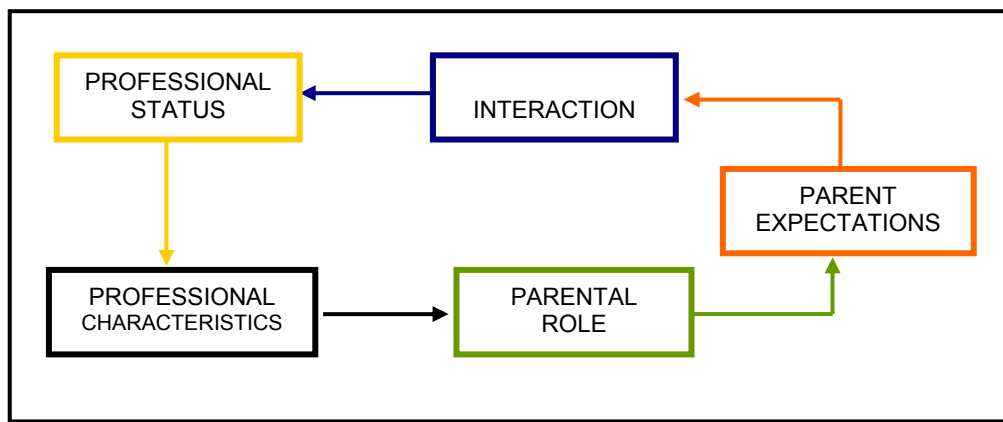 PROFESSIONAL
STATUS
INTERACTION
PARENT
EXPECTATIONS
PROFESSIONAL
CHARACTERISTICS
PARENTAL
ROLE